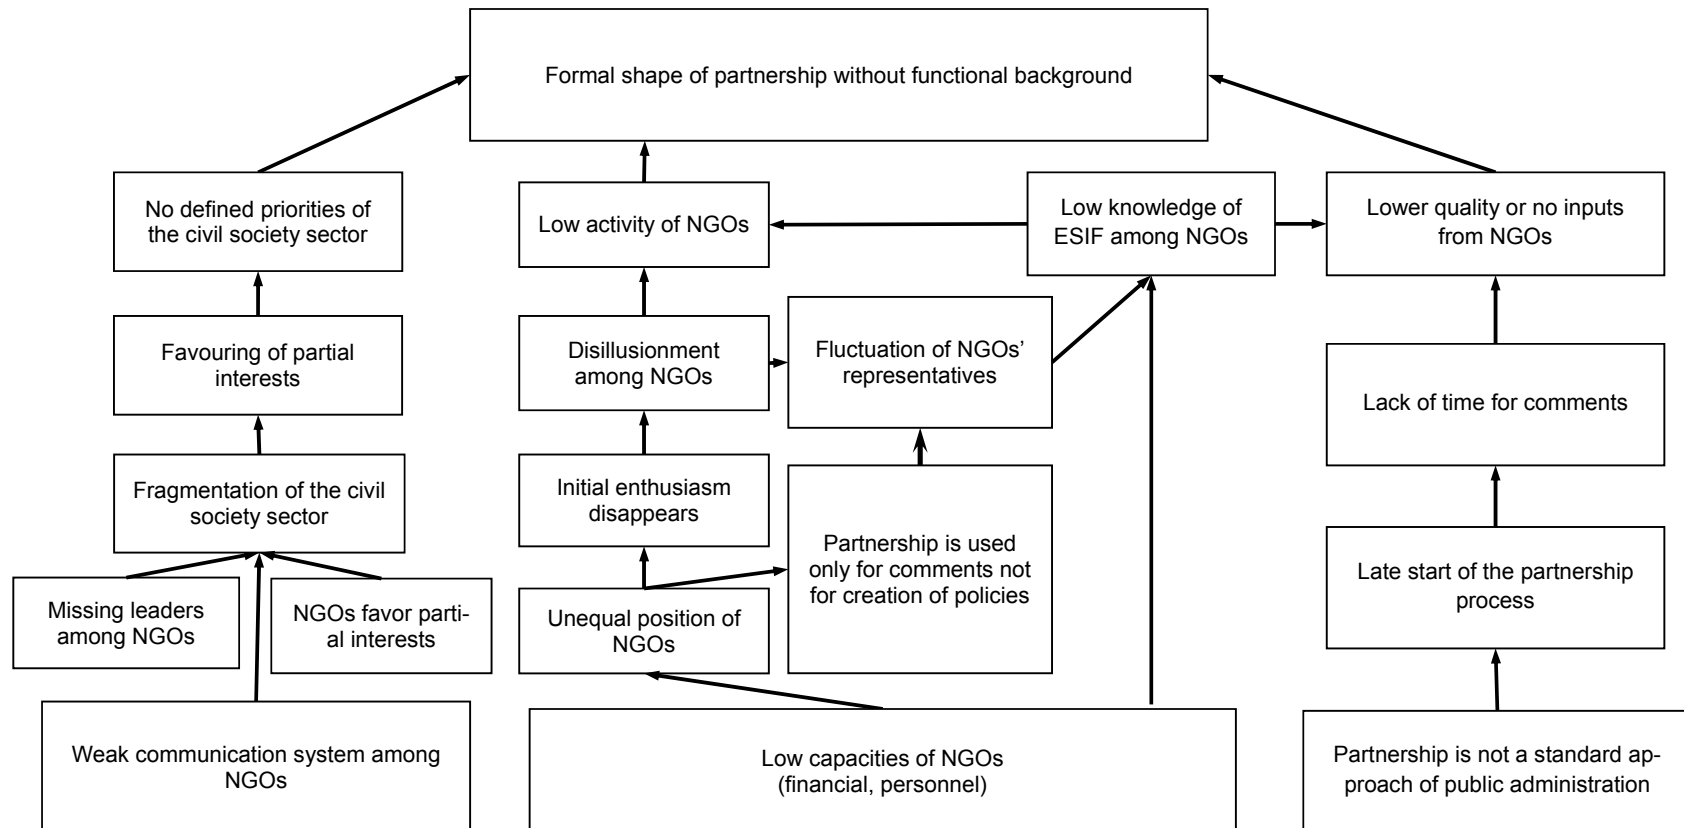 Formal shape of partnership without functional background
No defined priorities of
the civil society sector
Low activity of NGOs
Low knowledge of
ESIF among NGOs
Lower quality or no inputs
from NGOs
Favouring of partial
interests
Disillusionment
among NGOs
Fluctuation of NGOs’
representatives
Lack of time for comments
Fragmentation of the civil
society sector
Initial enthusiasm
disappears
Partnership is used
only for comments not
for creation of policies
Late start of the partnership
process
Missing leaders
among NGOs
NGOs favor parti-
al interests
Unequal position of
NGOs
Weak communication system among
NGOs
Low capacities of NGOs
(financial, personnel)
Partnership is not a standard ap-
proach of public administration